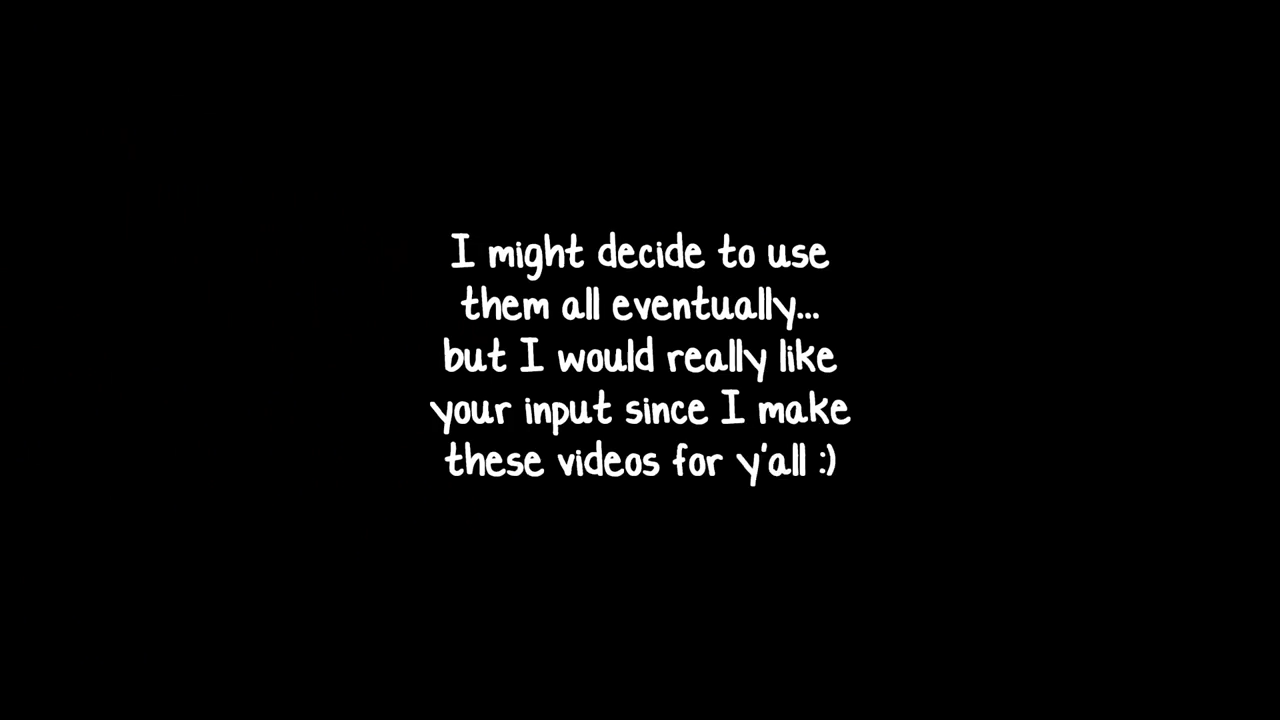 I might decide to use
them all eventually...
but I would really like
your input since I make
these videos for y'all :)